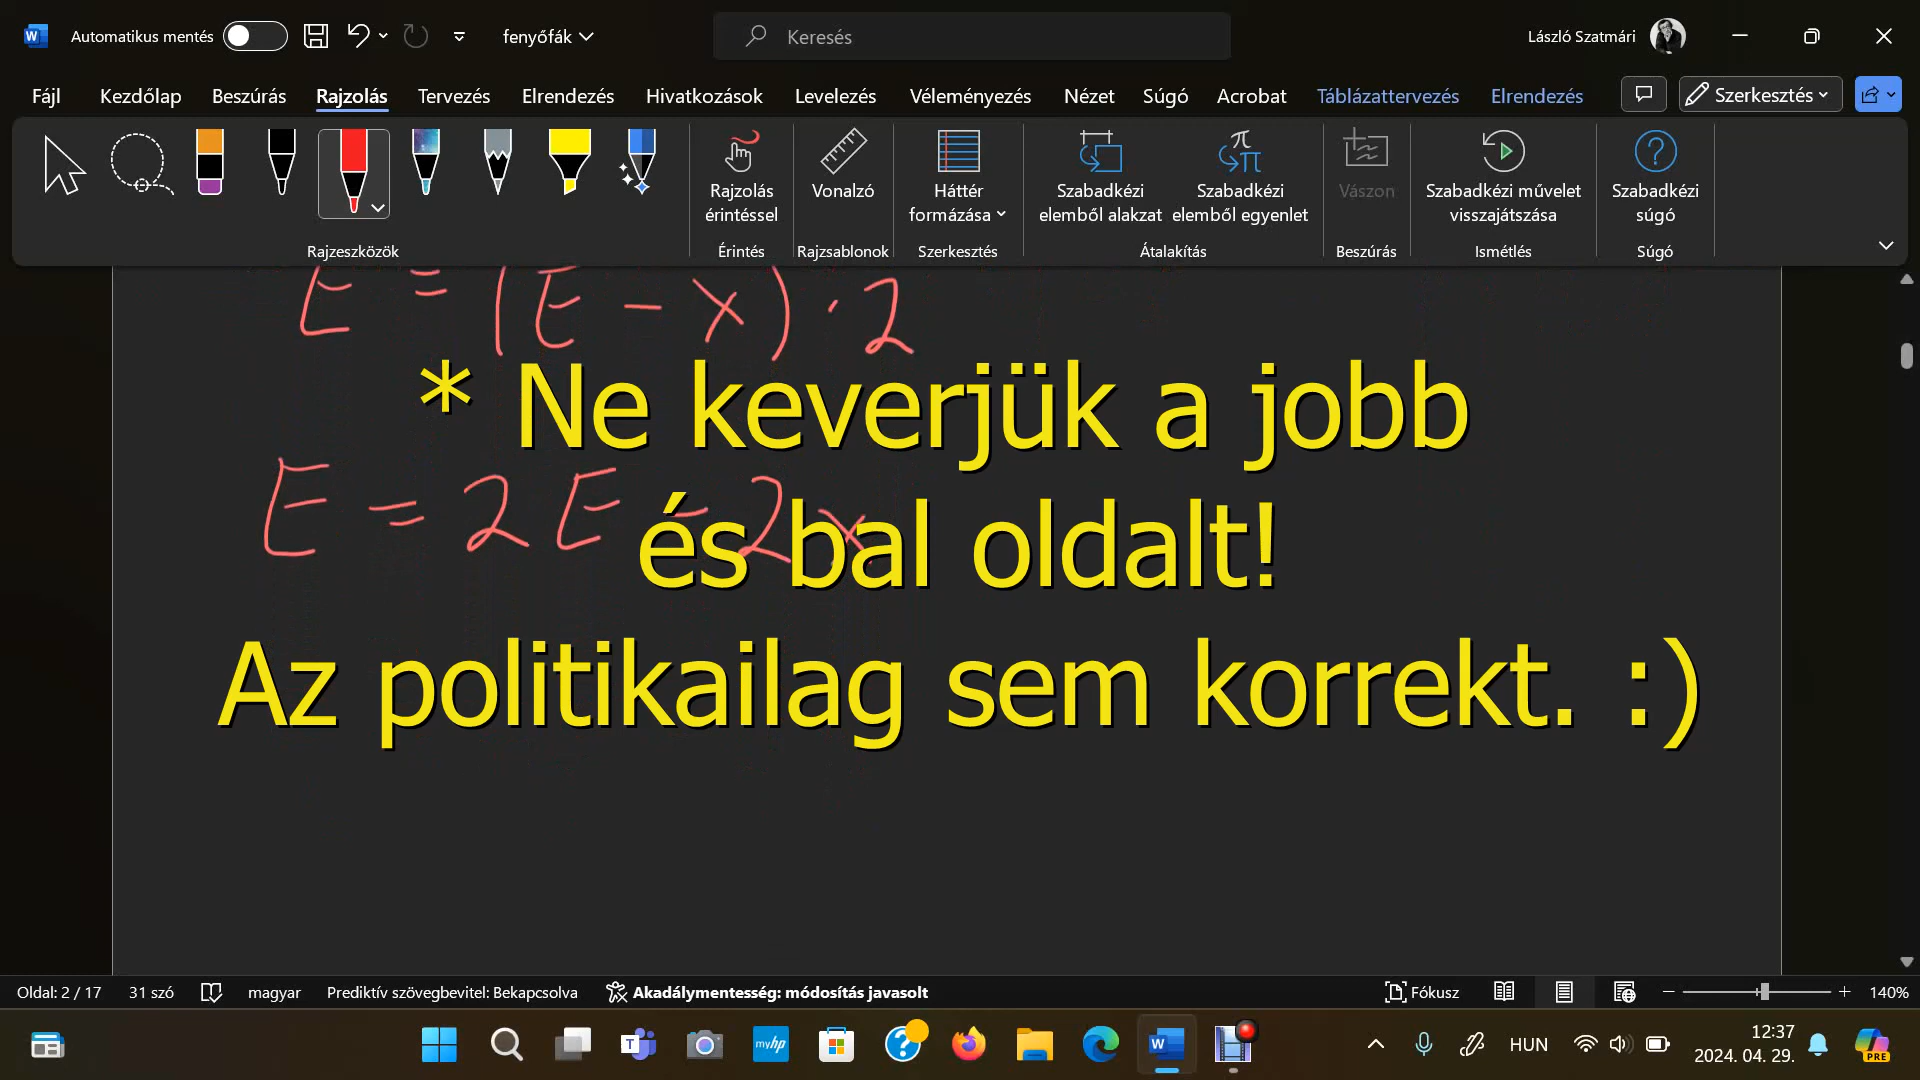 Automatikus mentés
fenyőfák
Keresés
László Szatmári
Fájl Kezdőlap Beszúrás Rajzolás Tervezés Elrendezés Hivatkozások Levelezés Véleményezés Nézet Súgó Acrobat Táblázattervezés Elrendezés Szerkesztés
Rajzolás érintéssel
Vonalzó
Háttér formázása
Szabadkézi elemből alakzat
Szabadkézi elemből egyenlet
Vászon
Szabadkézi művelet visszajátszása
Szabadkézi súgó
Rajzeszközök Érintés Rajzsablonok Szerkesztés Átalakítás Beszúrás Ismétlés Súgó
E = (E - x) · 2
* Ne keverjük a jobb
E = 2E - 2x
és bal oldalt!
Az politikailag sem korrekt. :)
Oldal: 2 / 17 31 szó magyar Prediktív szövegbevitel: Bekapcsolva Akadálymentesség: módosítás javasolt Fókusz 140%
myhp
HUN
12:37
2024. 04. 29.
PRE